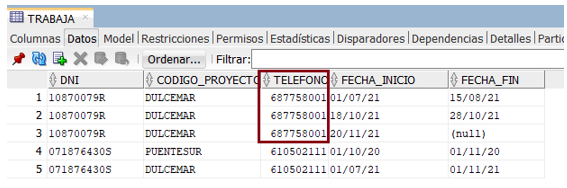 TRABAJA
Columnas Datos Model Restricciones Permisos Estadísticas Disparadores Dependencias Detalles Partic
Ordenar... Filtrar:
DNI CODIGO_PROYECTO TELEFONO FECHA_INICIO FECHA_FIN
1 10870079R DULCEMAR 687758001 01/07/21 15/08/21
2 10870079R DULCEMAR 687758001 18/10/21 28/10/21
3 10870079R DULCEMAR 687758001 20/11/21 (null)
4 071876430S PUENTESUR 610502111 01/10/20 01/11/20
5 071876430S DULCEMAR 610502111 01/07/21 01/11/21